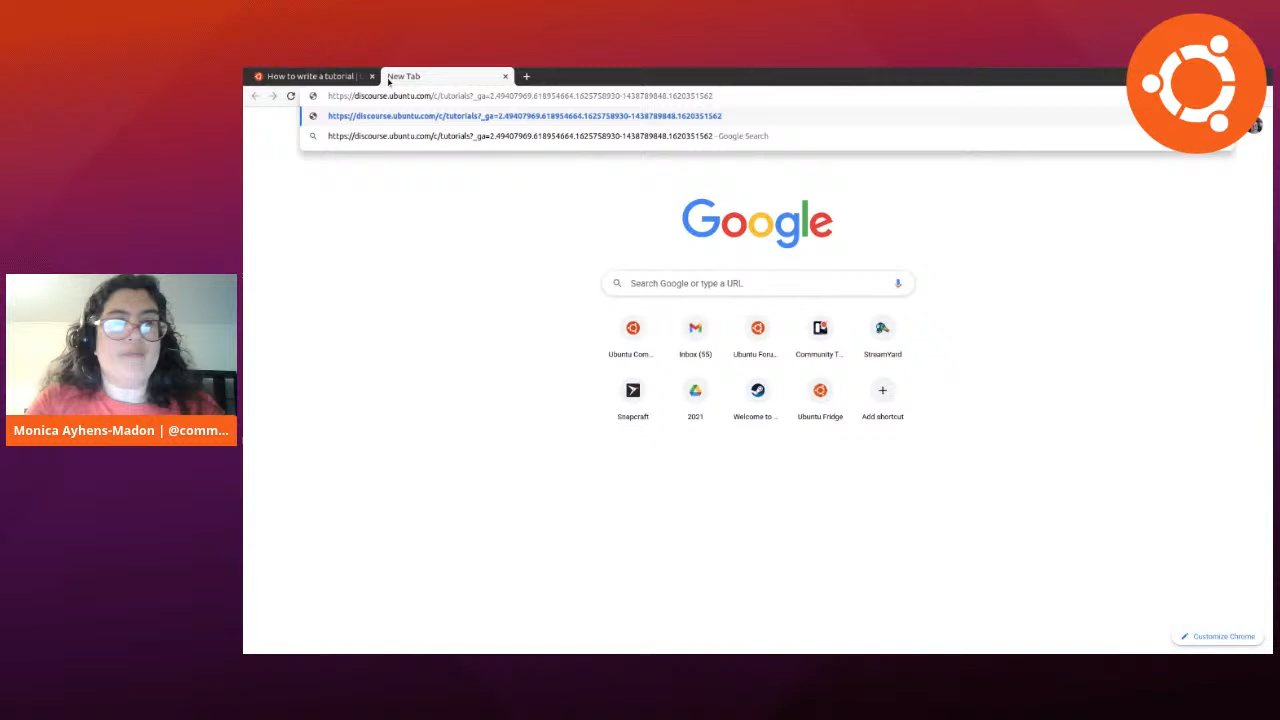 How to write a tutorial |
New Tab
https://discourse.ubuntu.com/c/tutorials?_ga=2.49407969.618954664.1625758930-1438789848.1620351562
https://discourse.ubuntu.com/c/tutorials?_ga=2.49407969.618954664.1625758930-1438789848.1620351562
https://discourse.ubuntu.com/c/tutorials?_ga=2.49407969.618954664.1625758930-1438789848.1620351562 - Google Search
Google
Search Google or type a URL
Ubuntu Com... Inbox (55) Ubuntu Foru... Community T... StreamYard
Snapcraft 2021 Welcome to ... Ubuntu Fridge Add shortcut
Monica Ayhens-Madon | @comm...
Customize Chrome